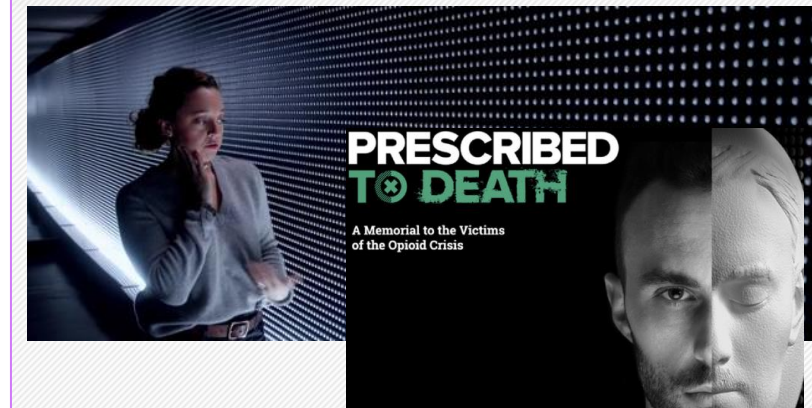 PRESCRIBED
TO DEATH
A Memorial to the Victims
of the Opioid Crisis